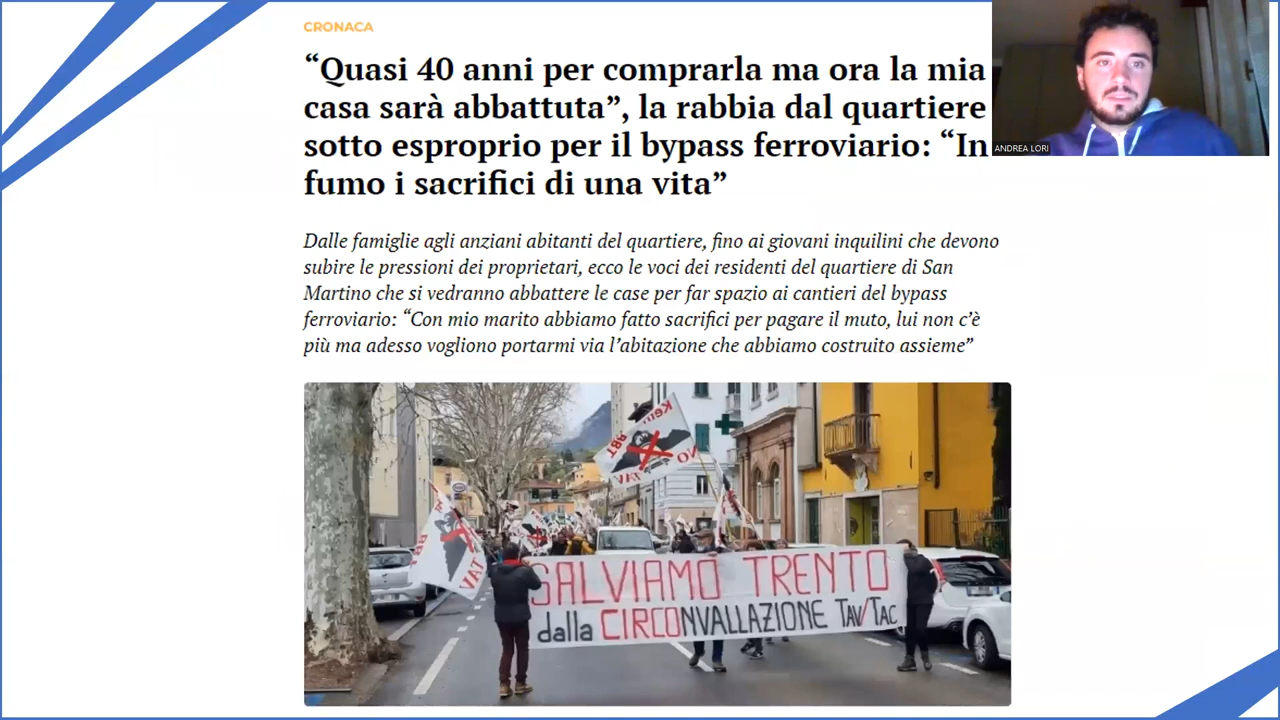 CRONACA
“Quasi 40 anni per comprarla ma ora la mia
casa sarà abbattuta”, la rabbia dal quartiere
sotto esproprio per il bypass ferroviario: “In
fumo i sacrifici di una vita”
ANDREA LORI
Dalle famiglie agli anziani abitanti del quartiere, fino ai giovani inquilini che devono
subire le pressioni dei proprietari, ecco le voci dei residenti del quartiere di San
Martino che si vedranno abbattere le case per far spazio ai cantieri del bypass
ferroviario: “Con mio marito abbiamo fatto sacrifici per pagare il muto, lui non c’è
più ma adesso vogliono portarmi via l’abitazione che abbiamo costruito assieme”
Kein
BBT
NO
TAV
TAV
SALVIAMO TRENTO
dalla CIRCONVALLAZIONE TAV/TAC